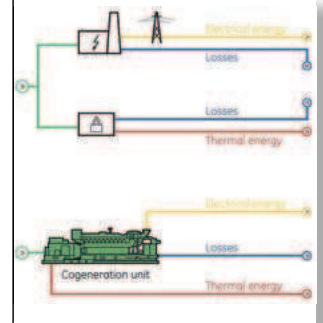 Electrical energy
Losses
Losses
Thermal energy
Electrical energy
Losses
Cogeneration unit
Thermal energy